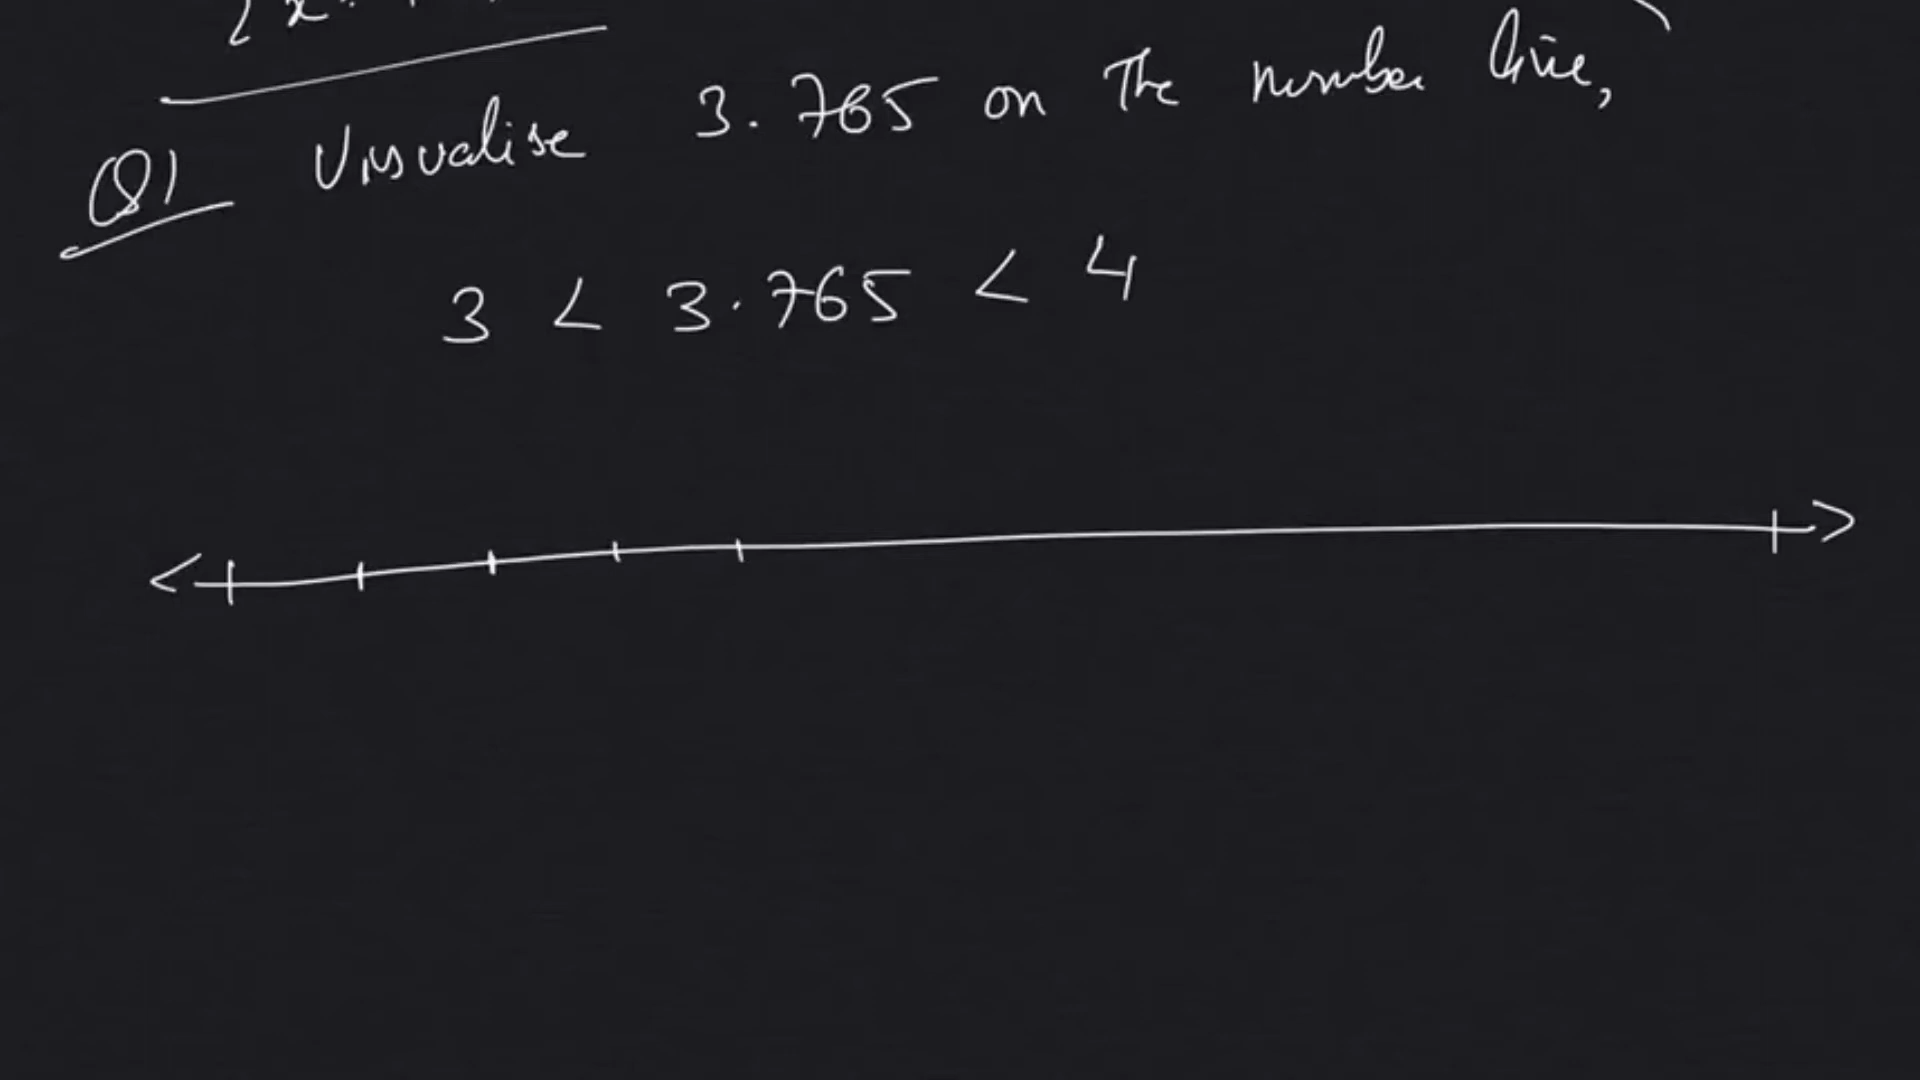 Q1 Visualise 3.765 on the number line,
3 < 3.765 < 4